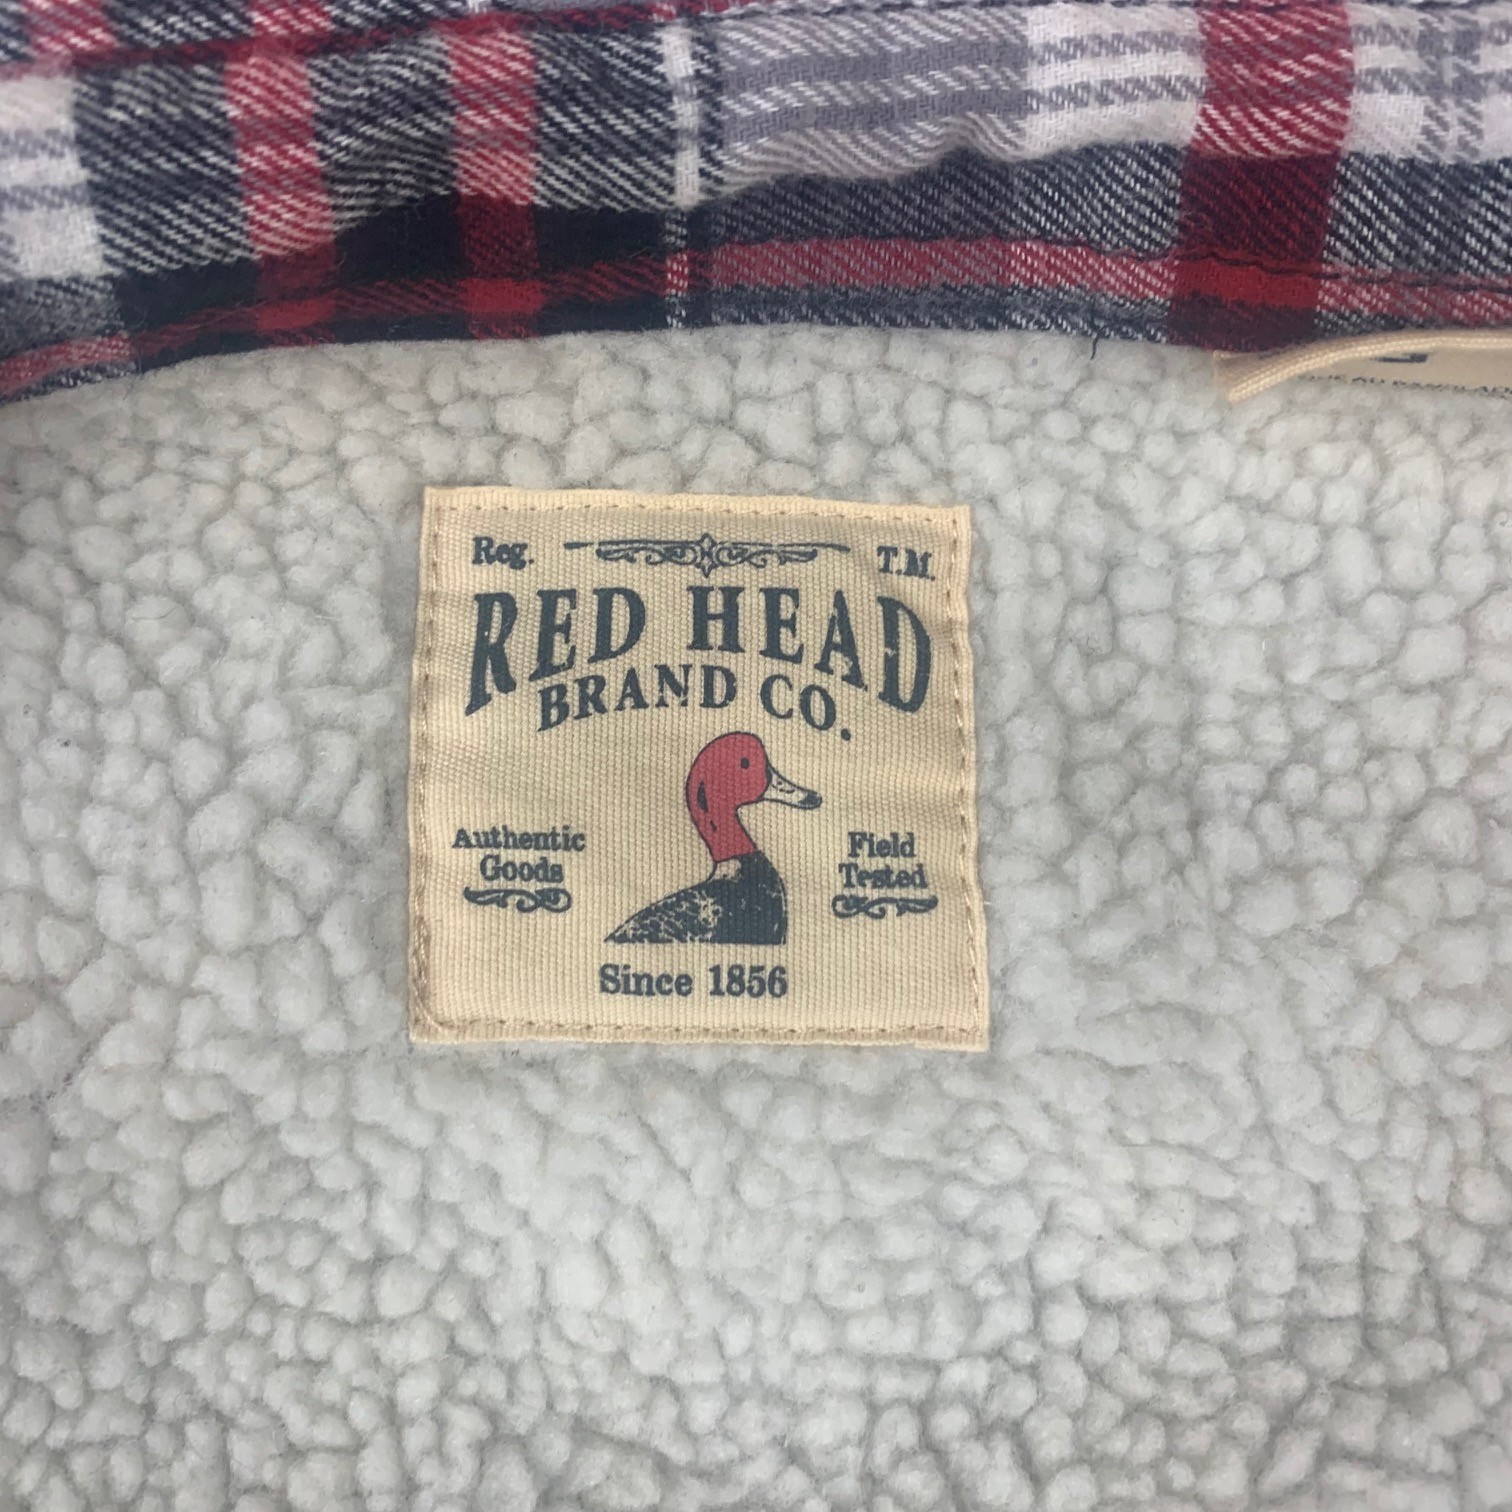 Reg. T.M.
RED HEAD
BRAND CO.
Authentic
Goods
Field
Tested
Since 1856